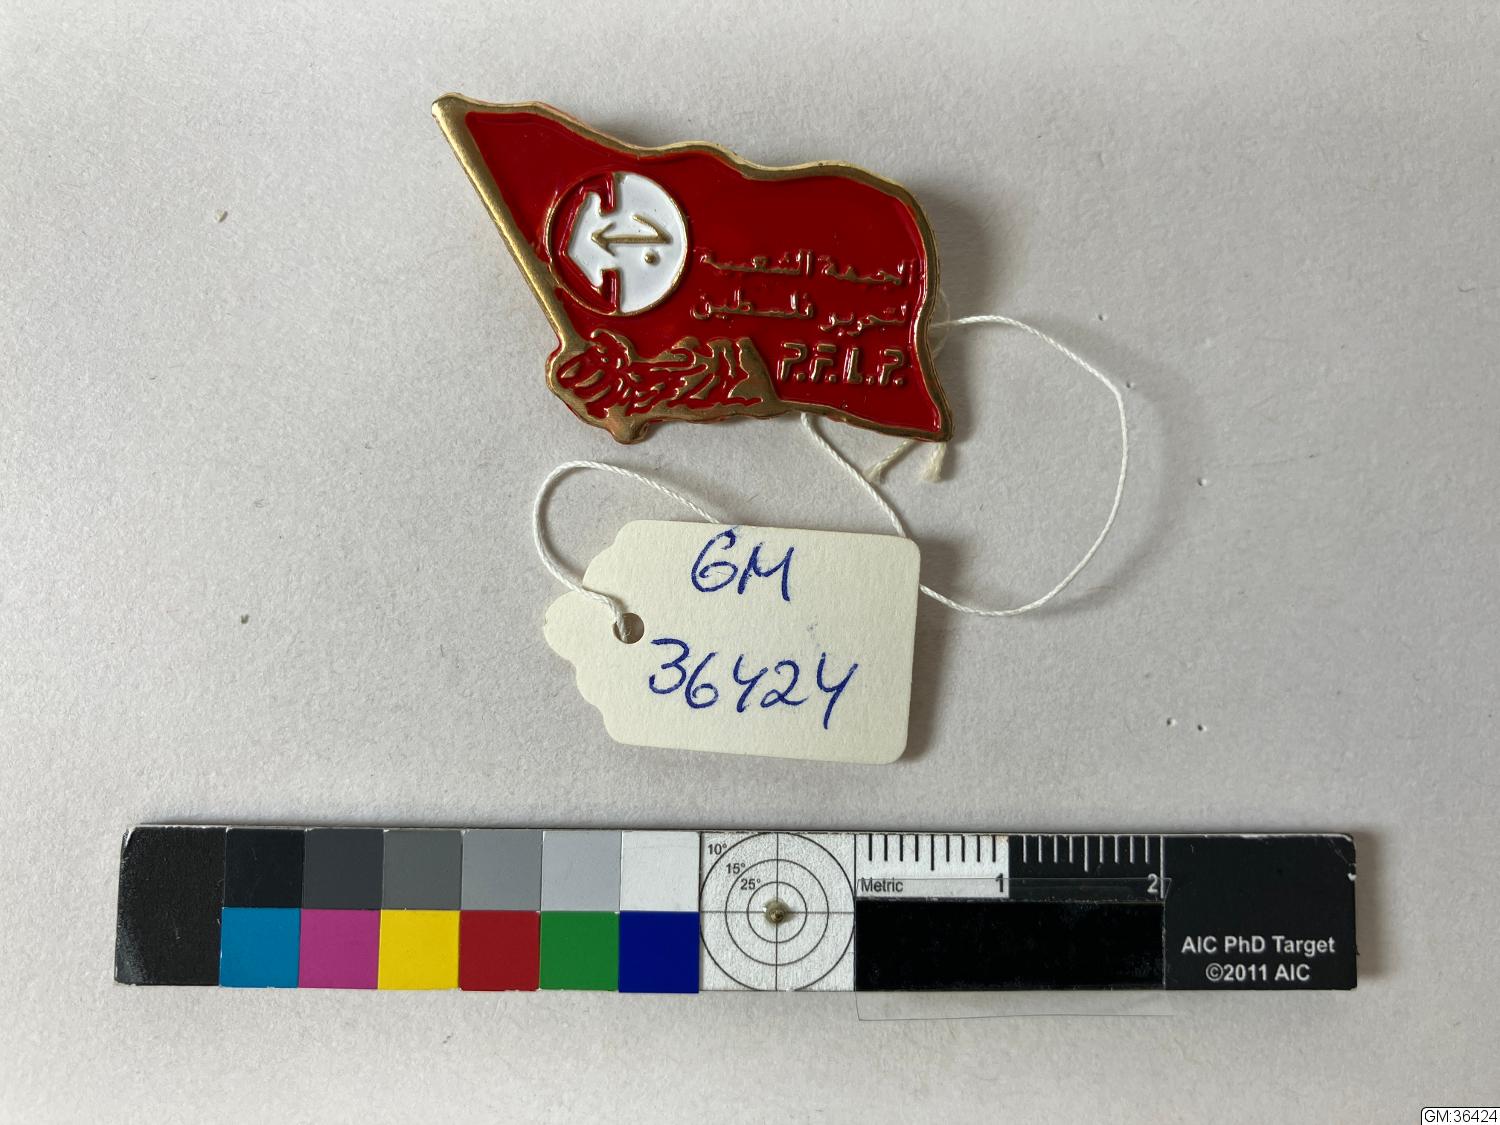 الجبهة الشعبية
لتحرير فلسطين
P.F.L.P.
GM
36424
10°
15°
25°
Metric
1
2
AIC PhD Target
©2011 AIC
GM:36424